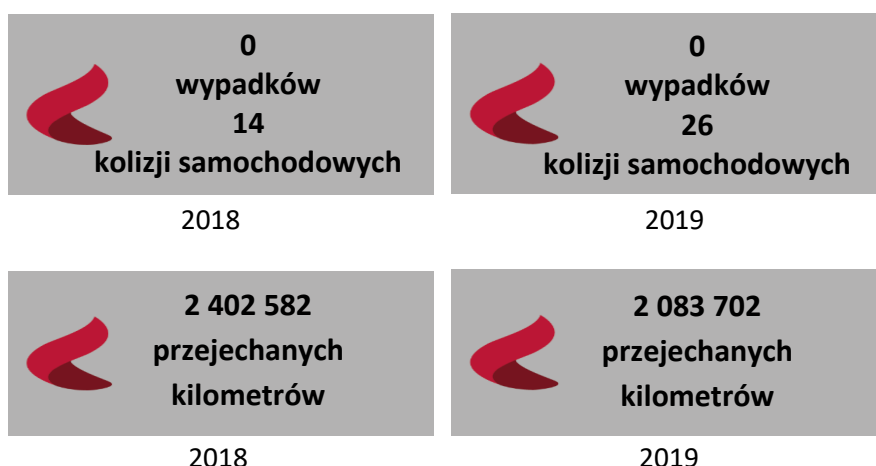 0
wypadków
14
kolizji samochodowych
2018
0
wypadków
26
kolizji samochodowych
2019
2 402 582
przejechanych
kilometrów
2018
2 083 702
przejechanych
kilometrów
2019